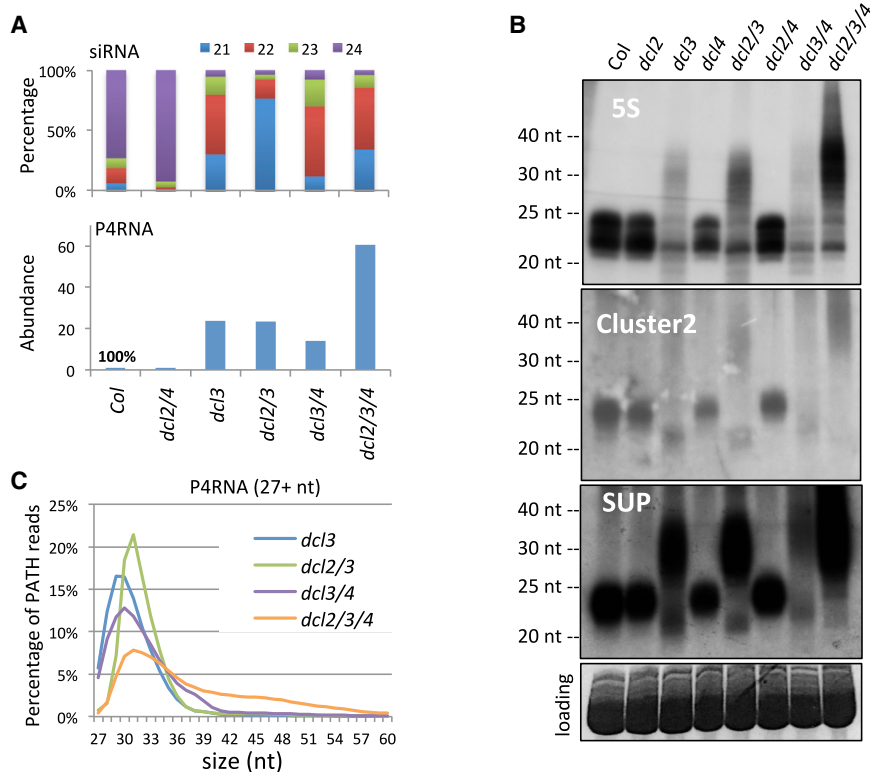 A
siRNA
21 22 23 24
Percentage
100%
50%
0%
P4RNA
Abundance
60
40
20
0
100%
Col dcl2/4 dcl3 dcl2/3 dcl3/4 dcl2/3/4
B
Col dcl2 dcl3 dcl4 dcl2/3 dcl2/4 dcl3/4 dcl2/3/4
5S
40 nt --
30 nt --
25 nt --
20 nt --
Cluster2
40 nt --
30 nt --
25 nt --
20 nt --
SUP
40 nt --
30 nt --
25 nt --
20 nt --
loading
C
P4RNA (27+ nt)
Percentage of PATH reads
25%
20%
15%
10%
5%
0%
dcl3
dcl2/3
dcl3/4
dcl2/3/4
27 30 33 36 39 42 45 48 51 54 57 60
size (nt)